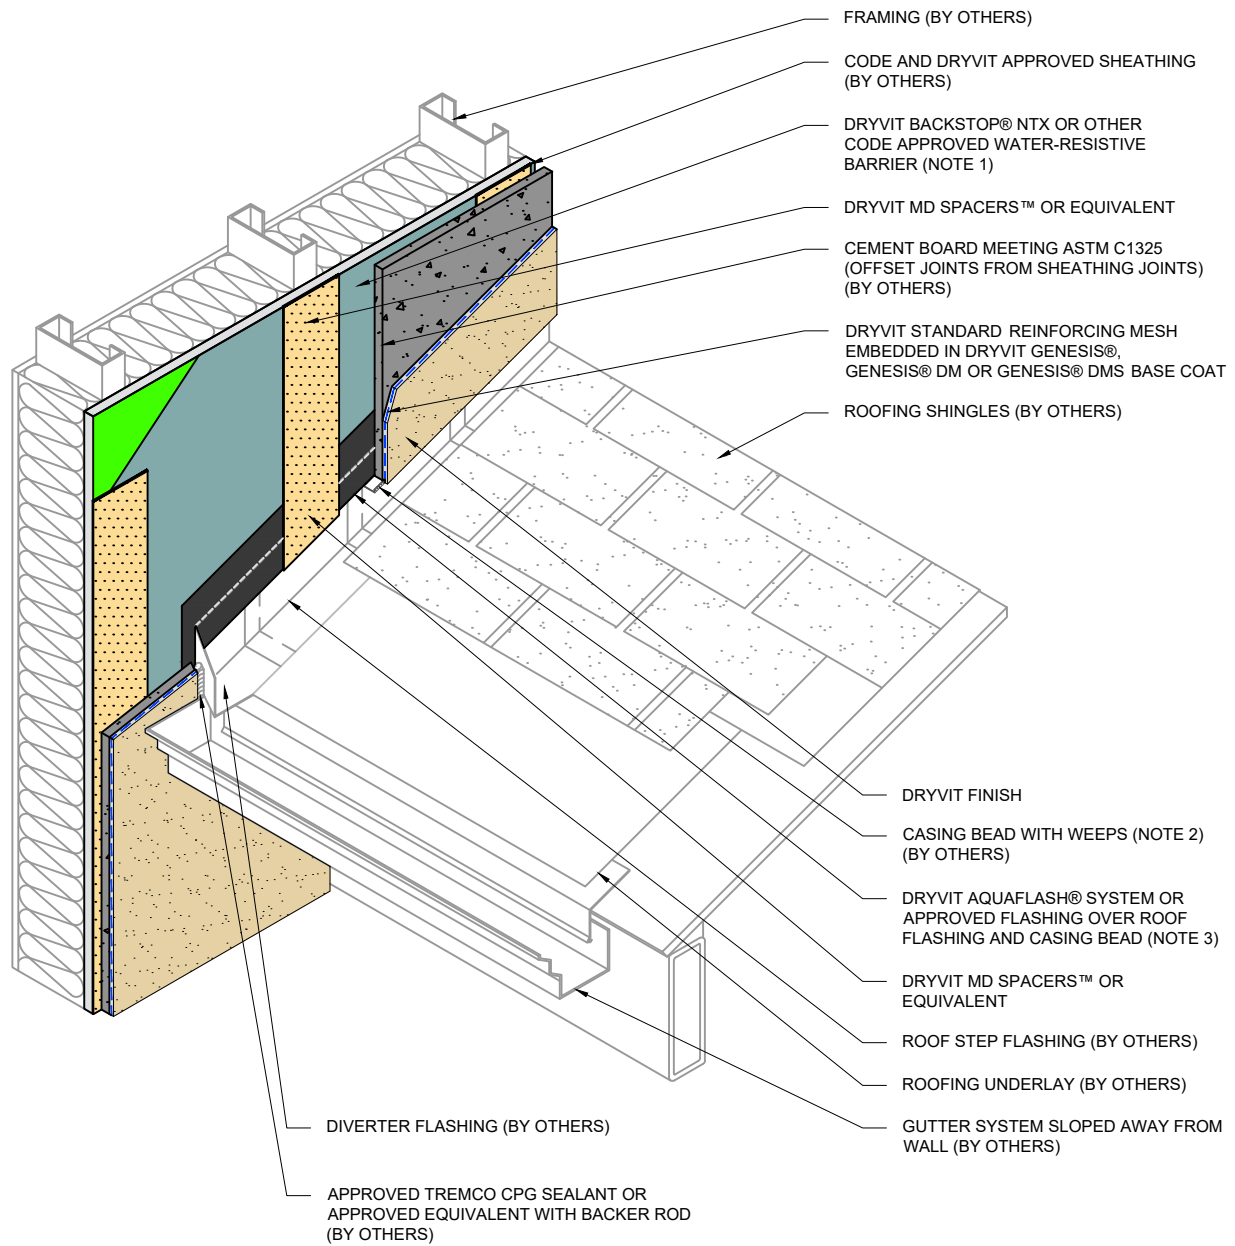 FRAMING (BY OTHERS)
CODE AND DRYVIT APPROVED SHEATHING
(BY OTHERS)
DRYVIT BACKSTOP® NTX OR OTHER
CODE APPROVED WATER-RESISTIVE
BARRIER (NOTE 1)
DRYVIT MD SPACERS™ OR EQUIVALENT
CEMENT BOARD MEETING ASTM C1325
(OFFSET JOINTS FROM SHEATHING JOINTS)
(BY OTHERS)
DRYVIT STANDARD REINFORCING MESH
EMBEDDED IN DRYVIT GENESIS®,
GENESIS® DM OR GENESIS® DMS BASE COAT
ROOFING SHINGLES (BY OTHERS)
DRYVIT FINISH
CASING BEAD WITH WEEPS (NOTE 2)
(BY OTHERS)
DRYVIT AQUAFLASH® SYSTEM OR
APPROVED FLASHING OVER ROOF
FLASHING AND CASING BEAD (NOTE 3)
DRYVIT MD SPACERS™ OR
EQUIVALENT
ROOF STEP FLASHING (BY OTHERS)
ROOFING UNDERLAY (BY OTHERS)
GUTTER SYSTEM SLOPED AWAY FROM
WALL (BY OTHERS)
DIVERTER FLASHING (BY OTHERS)
APPROVED TREMCO CPG SEALANT OR
APPROVED EQUIVALENT WITH BACKER ROD
(BY OTHERS)